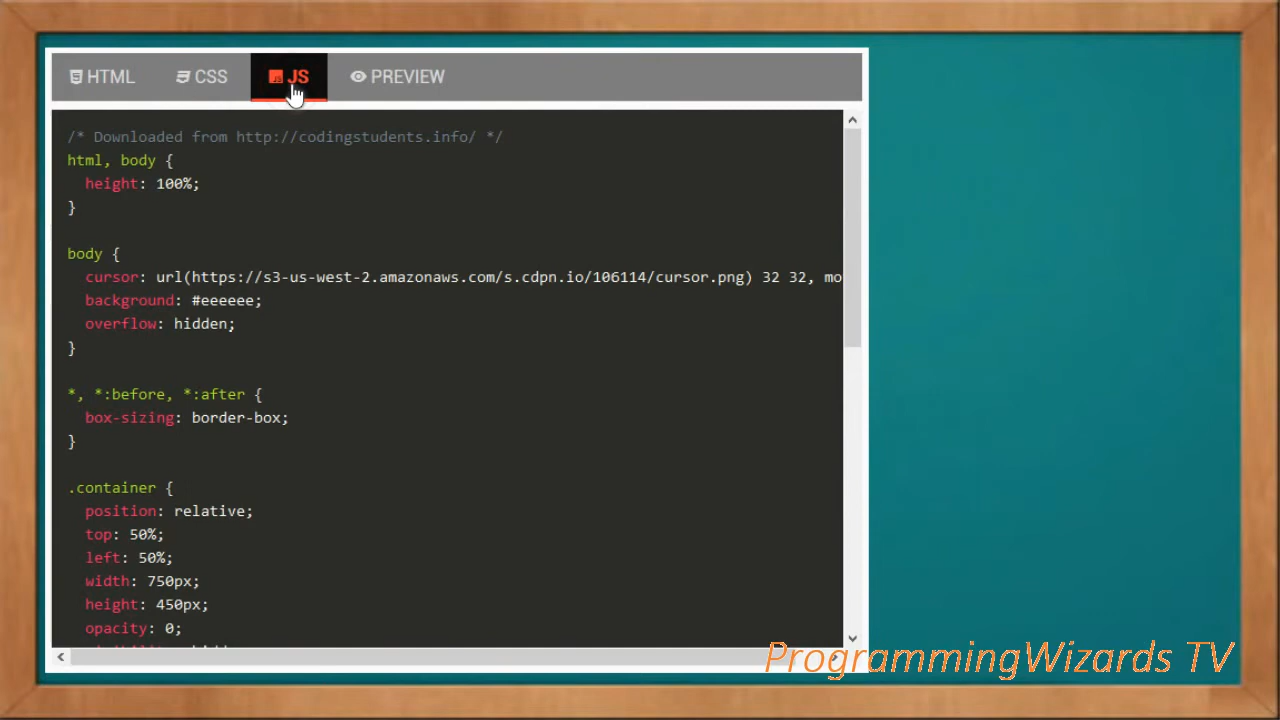 HTML CSS JS PREVIEW
/* Downloaded from http://codingstudents.info/ */
html, body {
height: 100%;
}
body {
cursor: url(https://s3-us-west-2.amazonaws.com/s.cdpn.io/106114/cursor.png) 32 32, mo
background: #eeeeee;
overflow: hidden;
}
*, *:before, *:after {
box-sizing: border-box;
}
.container {
position: relative;
top: 50%;
left: 50%;
width: 750px;
height: 450px;
opacity: 0;
ProgrammingWizards TV